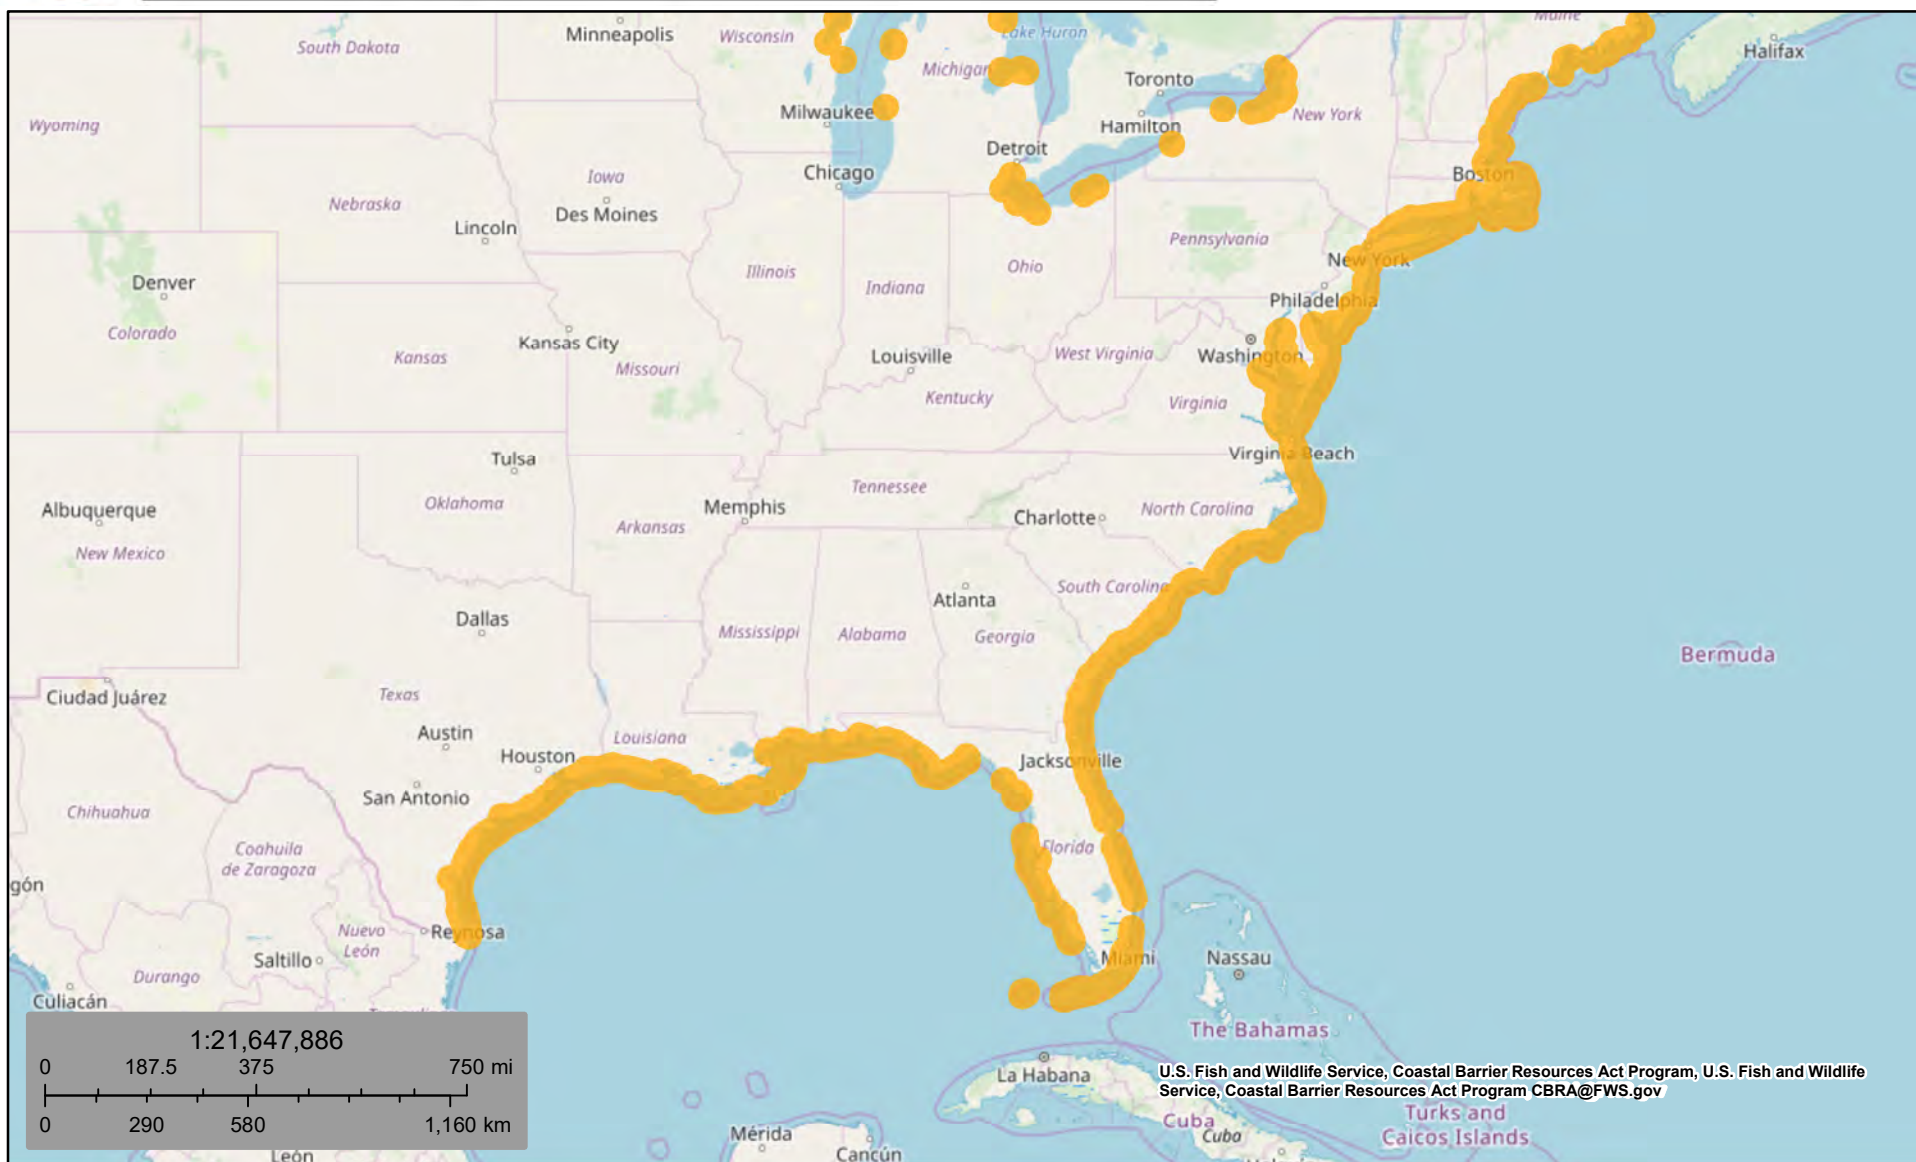 Maine
Minneapolis
Wisconsin
Lake Huron
South Dakota
Halifax
Michigan
Toronto
Wyoming
Milwaukee
Hamilton
New York
Detroit
Chicago
Boston
Iowa
Nebraska
Des Moines
Lincoln
Pennsylvania
New York
Illinois
Ohio
Indiana
Denver
Philadelphia
Colorado
Kansas City
Kansas
Louisville
West Virginia
Washington
Missouri
Kentucky
Virginia
Virginia Beach
Tulsa
Tennessee
Oklahoma
Memphis
Albuquerque
Charlotte
North Carolina
Arkansas
New Mexico
South Carolina
Atlanta
Dallas
Mississippi
Alabama
Georgia
Bermuda
Ciudad Juárez
Texas
Austin
Louisiana
Houston
Jacksonville
San Antonio
Chihuahua
Coahuila
de Zaragoza
Florida
gón
Nuevo
León
Reynosa
Saltillo
Miami
Nassau
Durango
Culiacán
The Bahamas
1:21,647,886
0 187.5 375 750 mi
0 290 580 1,160 km
La Habana
U.S. Fish and Wildlife Service, Coastal Barrier Resources Act Program, U.S. Fish and Wildlife
Service, Coastal Barrier Resources Act Program CBRA@FWS.gov
Turks and
Caicos Islands
Cuba
Cuba
Mérida
Cancún
León